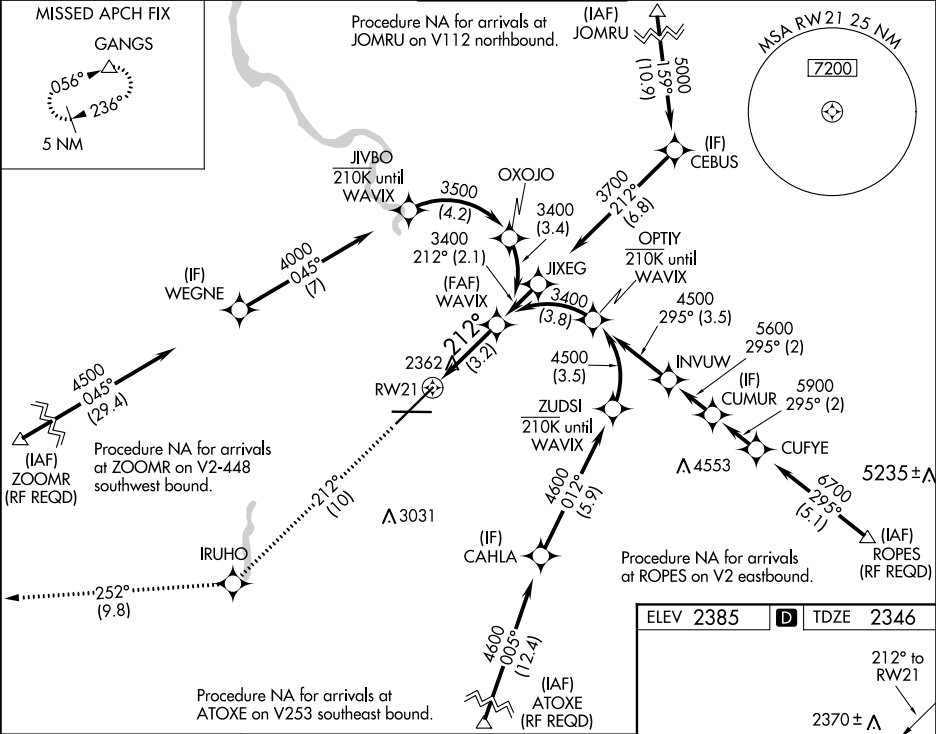 MISSED APCH FIX
GANGS
056°
236°
5 NM
Procedure NA for arrivals at
JOMRU on V112 northbound.
(IAF)
JOMRU
5000
159°
(10.9)
MSA RW21 25 NM
7200
(IF)
CEBUS
3700
212°
(6.8)
JIVBO
210K until
WAVIX
3500
(4.2)
OXOJO
3400
(3.4)
3400
212° (2.1)
OPTIY
210K until
WAVIX
JIXEG
(FAF)
WAVIX
3400
(3.8)
(IF)
WEGNE
4000
045°
(7)
4500
295° (3.5)
5600
295° (2)
212°
(3.2)
2362
RW21
4500
(3.5)
INVUW
(IF)
CUMUR
5900
295° (2)
4500
045°
(29.4)
ZUDSI
210K until
WAVIX
CUFYE
(IAF)
ZOOMR
(RF REQD)
Procedure NA for arrivals
at ZOOMR on V2-448
southwest bound.
4553
5235±
6700
295°
(5.1)
212°
(10)
3031
4600
012°
(5.9)
(IAF)
ROPES
(RF REQD)
IRUHO
(IF)
CAHLA
Procedure NA for arrivals
at ROPES on V2 eastbound.
252°
(9.8)
4600
005°
(12.4)
ELEV 2385 D TDZE 2346
212° to
RW21
Procedure NA for arrivals at
ATOXE on V253 southeast bound.
(IAF)
ATOXE
(RF REQD)
2370±